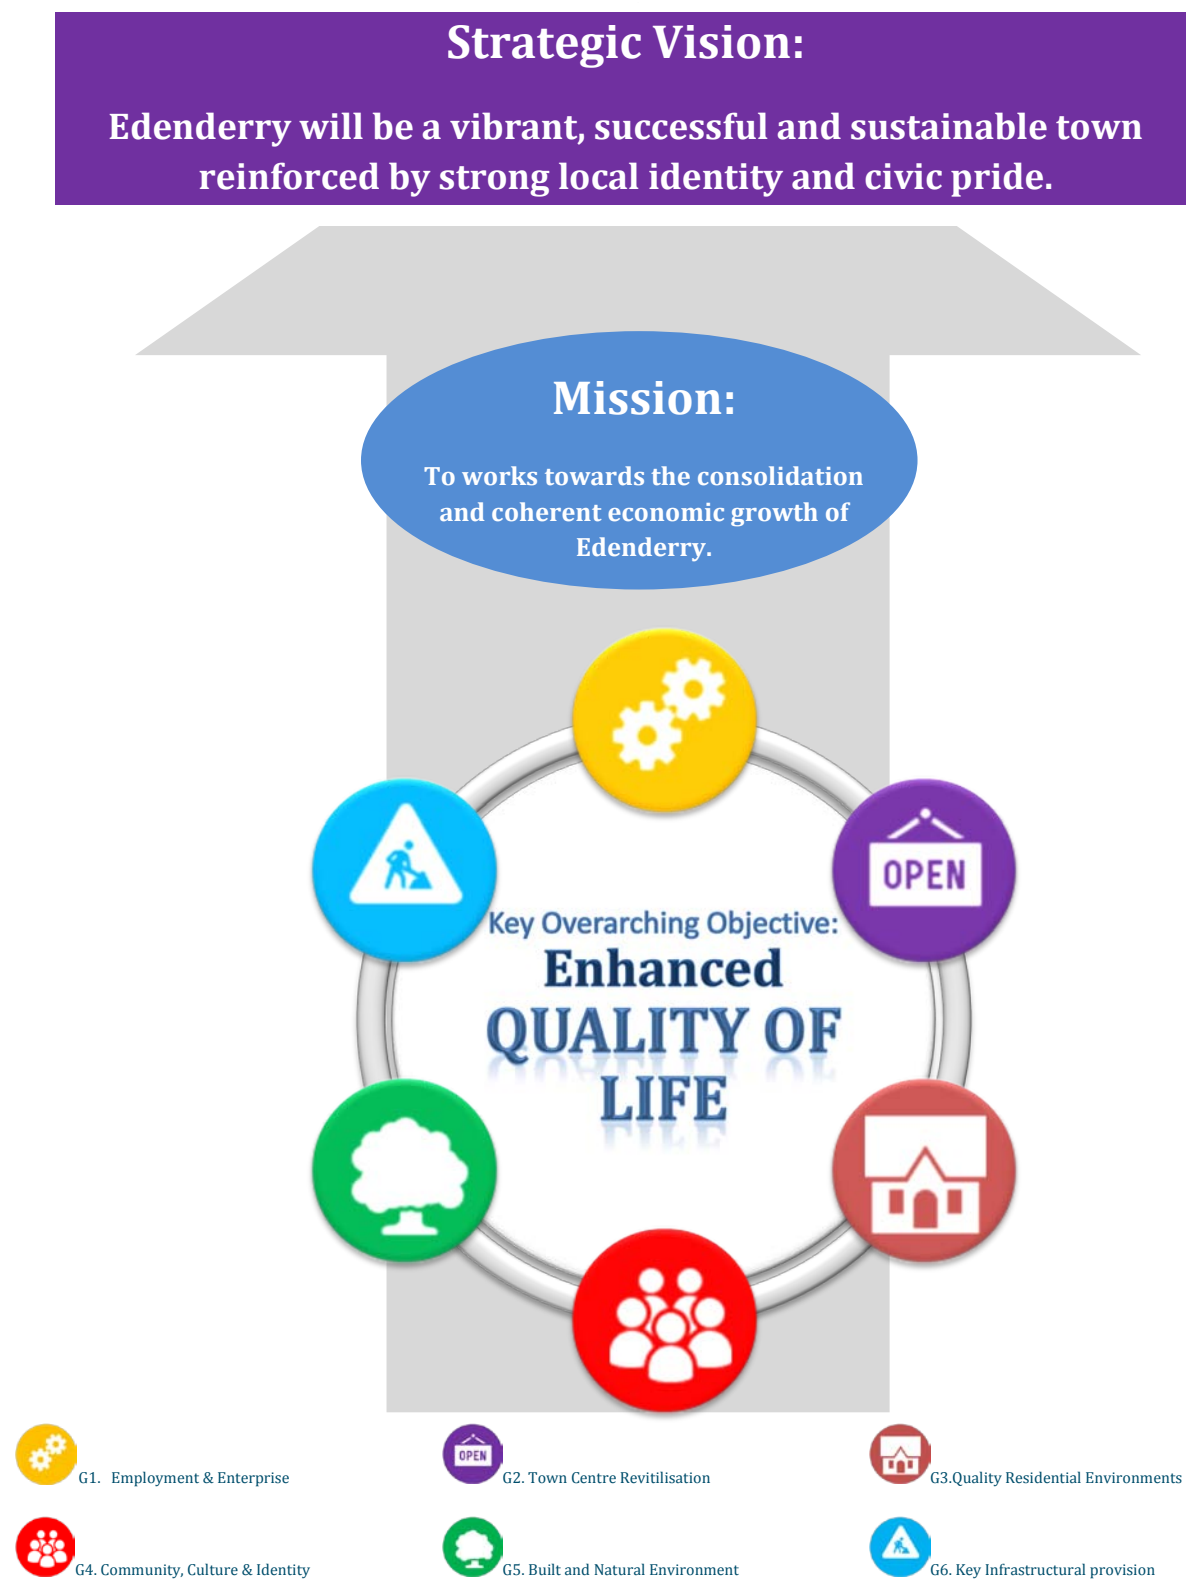 Strategic Vision:
Edenderry will be a vibrant, successful and sustainable town
reinforced by strong local identity and civic pride.
Mission:
To works towards the consolidation
and coherent economic growth of
Edenderry.
OPEN
Key Overarching Objective:
Enhanced
QUALITY OF
LIFE
OPEN
G1. Employment & Enterprise
G2. Town Centre Revitilisation
G3.Quality Residential Environments
G4. Community, Culture & Identity
G5. Built and Natural Environment
G6. Key Infrastructural provision